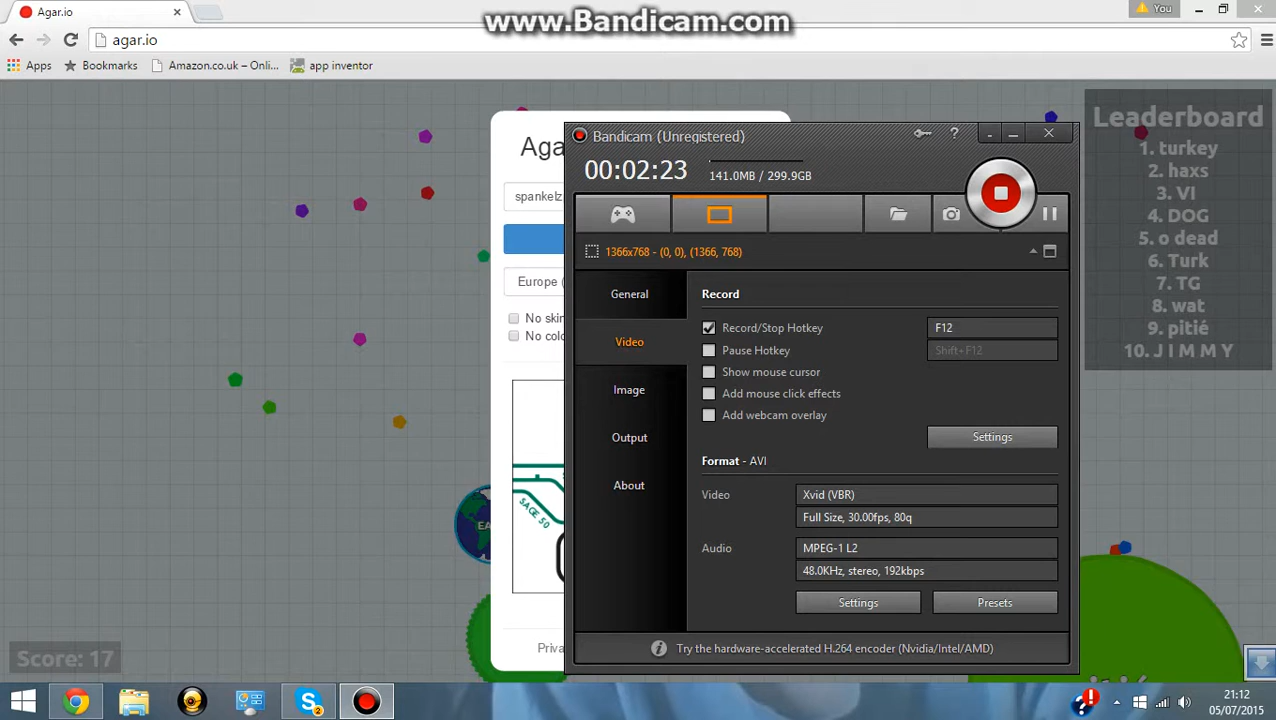 Agar.io
www.Bandicam.com
You
agar.io
Apps
Bookmarks
Amazon.co.uk – Onli...
app inventor
Aga
spankelz
Europe (
No skin
No colo
SAGE 50
Bandicam (Unregistered)
00:02:23
141.0MB / 299.9GB
1366x768 - (0, 0), (1366, 768)
General
Video
Image
Output
About
Record
Record/Stop Hotkey
F12
Pause Hotkey
Shift+F12
Show mouse cursor
Add mouse click effects
Add webcam overlay
Settings
Format - AVI
Video
Xvid (VBR)
Full Size, 30.00fps, 80q
Audio
MPEG-1 L2
48.0KHz, stereo, 192kbps
Settings
Presets
Try the hardware-accelerated H.264 encoder (Nvidia/Intel/AMD)
Leaderboard
1. turkey
2. haxs
3. VI
4. DOG
5. o dead
6. Turk
7. TG
8. wat
9. pitié
10. J I M M Y
EA
Priva
Score: 17
2
21:12
05/07/2015